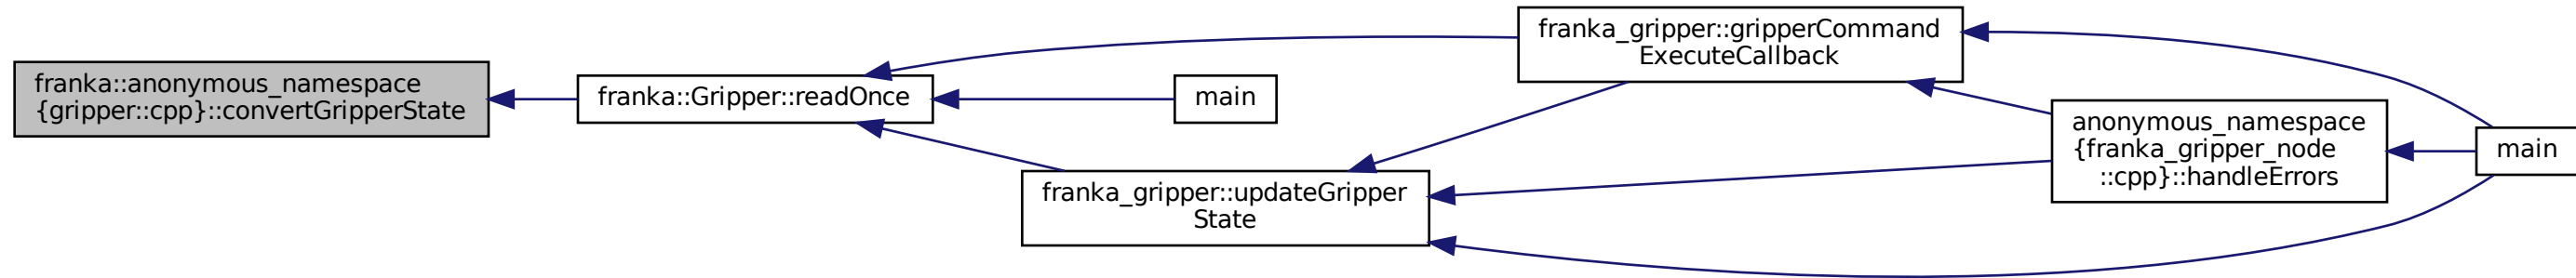 franka::anonymous_namespace
{gripper::cpp}::convertGripperState
franka::Gripper::readOnce
main
franka_gripper::gripperCommand
ExecuteCallback
franka_gripper::updateGripper
State
anonymous_namespace
{franka_gripper_node
::cpp}::handleErrors
main